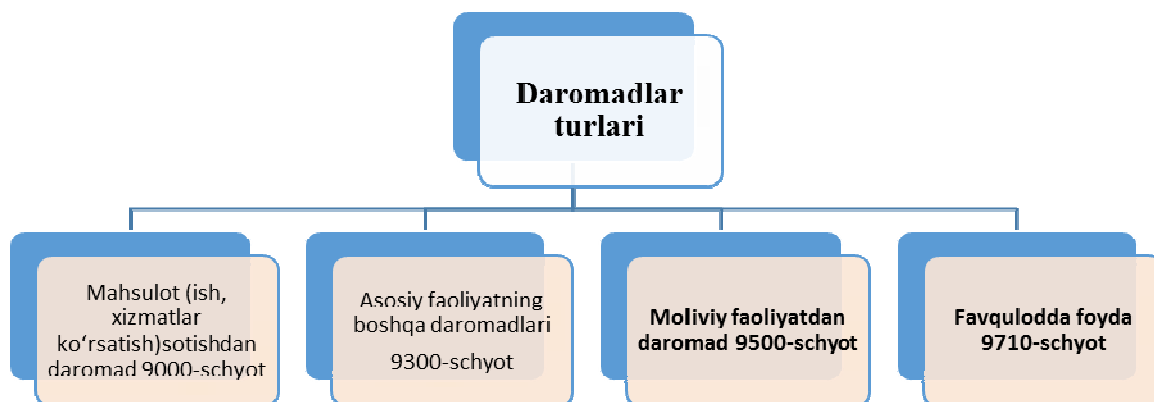 Daromadlar
turlari
Mahsulot (ish,
xizmatlar
ko‘rsatish)sotishdan
daromad 9000-schyot
Asosiy faoliyatning
boshqa daromadlari
9300-schyot
Moliviy faoliyatdan
daromad 9500-schyot
Favqulodda foyda
9710-schyot